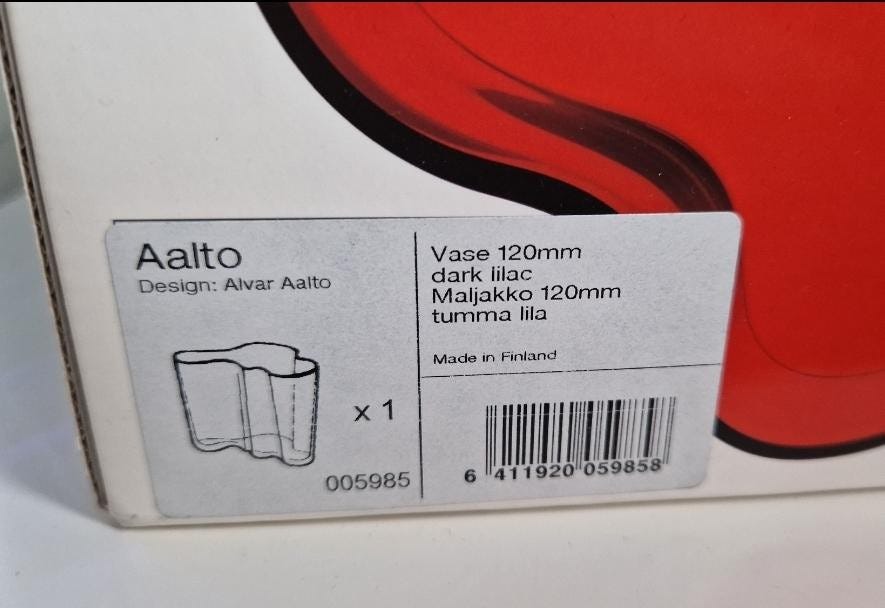 Aalto
Design: Alvar Aalto
x 1
005985
Vase 120mm
dark lilac
Maljakko 120mm
tumma lila
Made in Finland
6 411920 059858